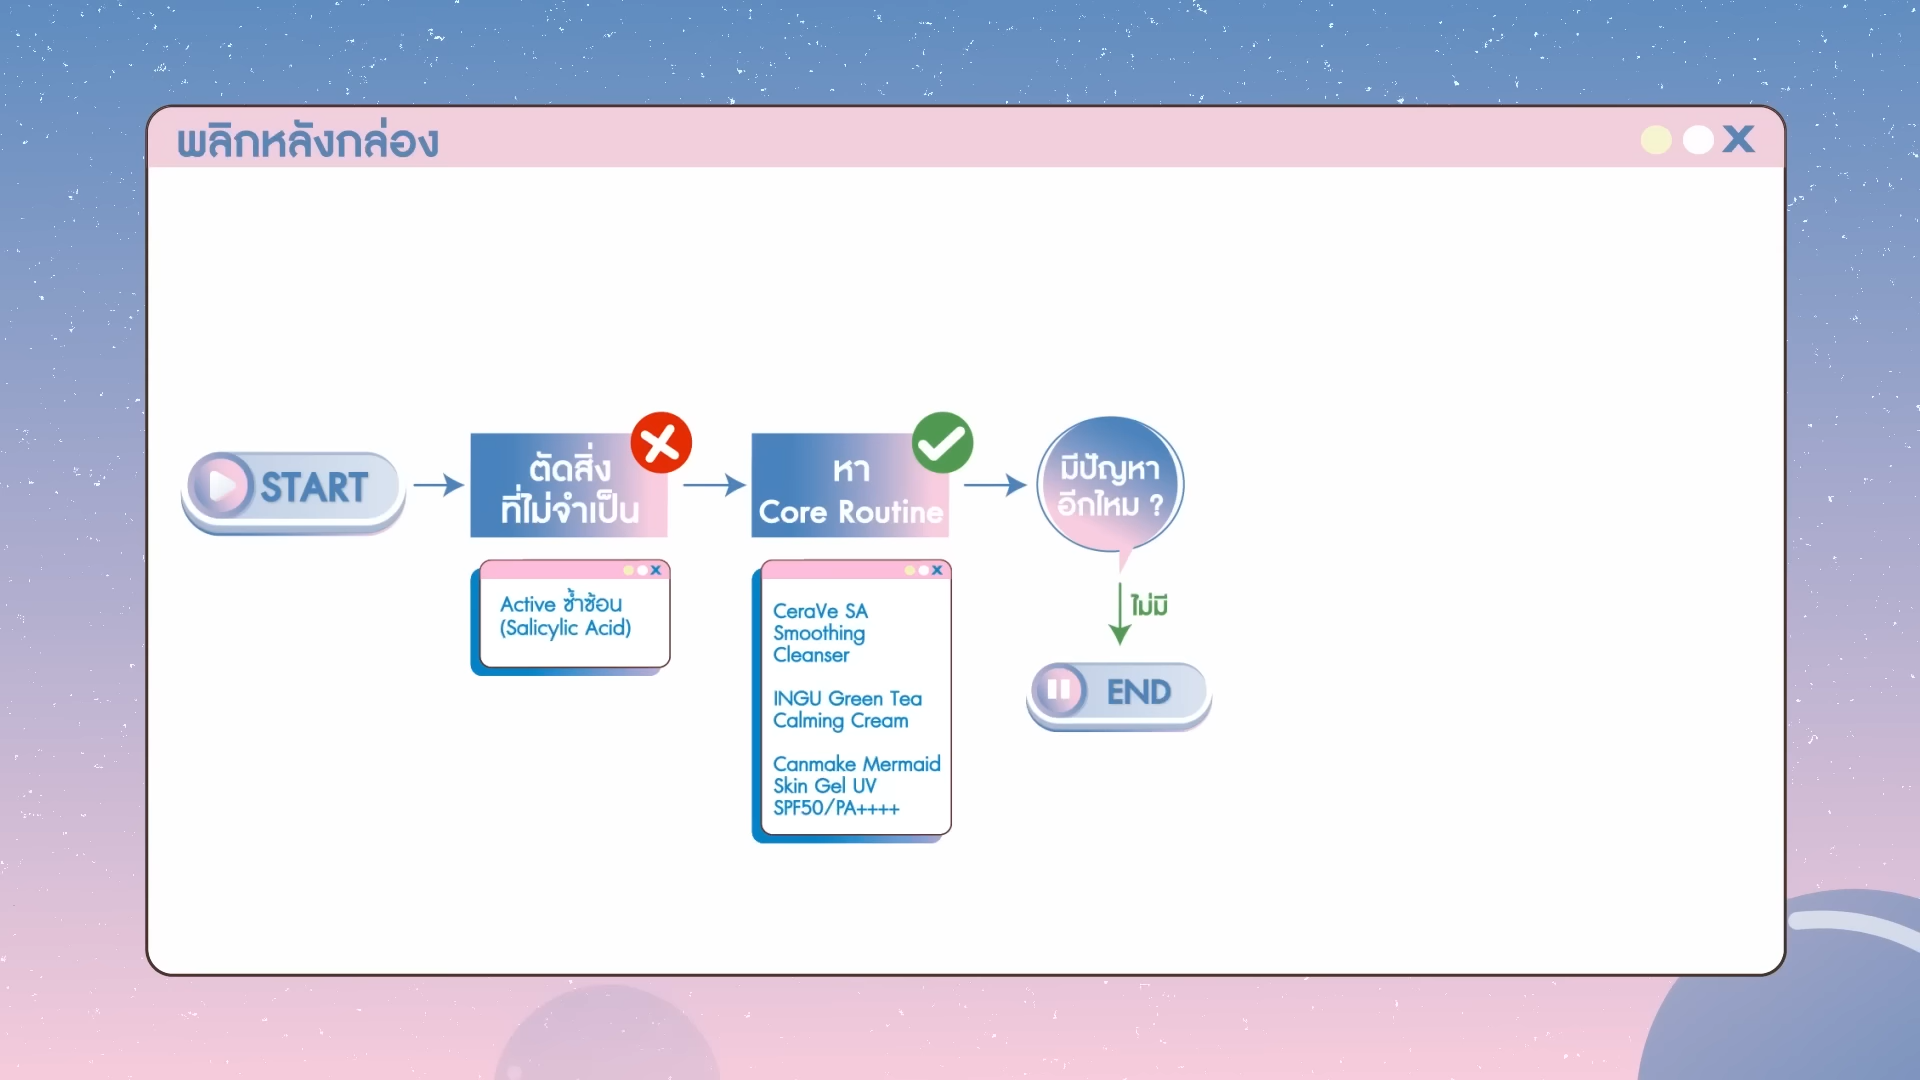 พลิกหลังกล่อง
X
START
ตัดสิ่ง
ที่ไม่จำเป็น
Active ซ้ำซ้อน
(Salicylic Acid)
หา
Core Routine
CeraVe SA
Smoothing
Cleanser
INGU Green Tea
Calming Cream
Canmake Mermaid
Skin Gel UV
SPF50/PA++++
มีปัญหา
อีกไหม ?
ไม่มี
END